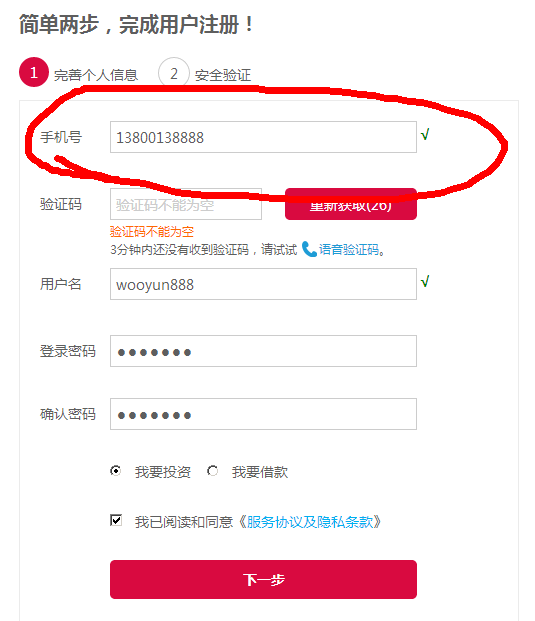 简单两步，完成用户注册！
1 完善个人信息 2 安全验证
手机号 13800138888 √
验证码 验证码不能为空 重新获取(26)
验证码不能为空
3分钟内还没有收到验证码，请试试 语音验证码。
用户名 wooyun888 √
登录密码 ●●●●●●●
确认密码 ●●●●●●●
我要投资 我要借款
我已阅读和同意《服务协议及隐私条款》
下一步